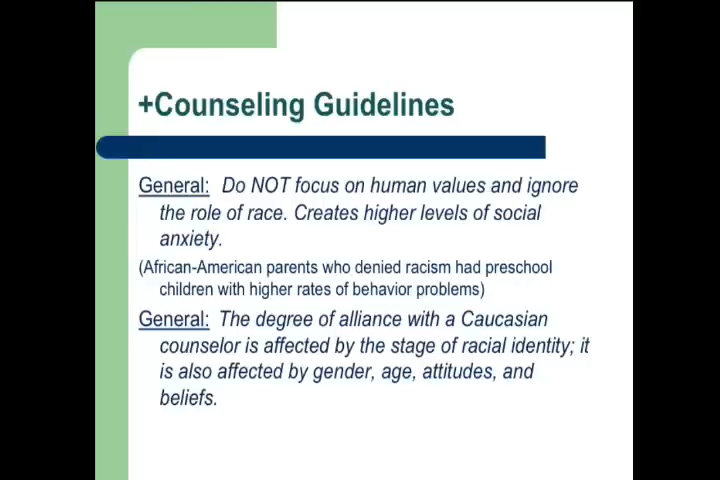 +Counseling Guidelines
General: Do NOT focus on human values and ignore
the role of race. Creates higher levels of social
anxiety.
(African-American parents who denied racism had preschool
children with higher rates of behavior problems)
General: The degree of alliance with a Caucasian
counselor is affected by the stage of racial identity; it
is also affected by gender, age, attitudes, and
beliefs.